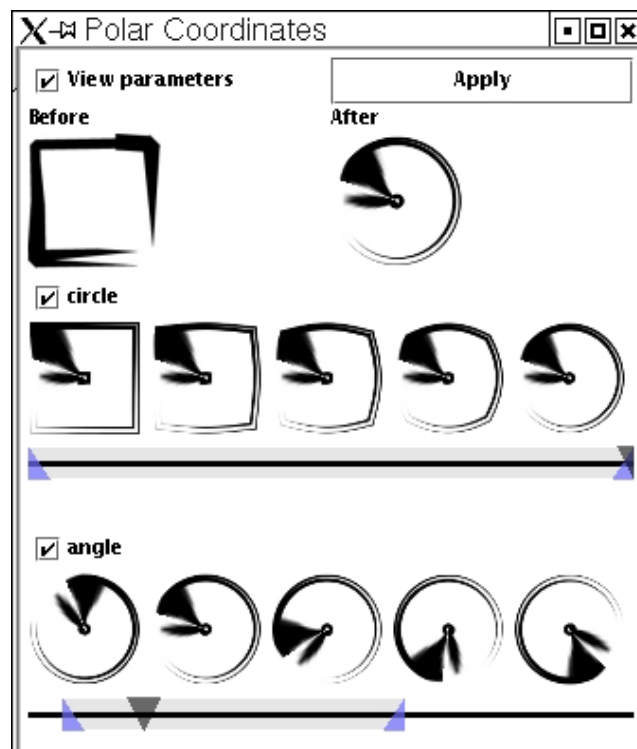 Polar Coordinates
View parameters
Apply
Before
After
circle
angle